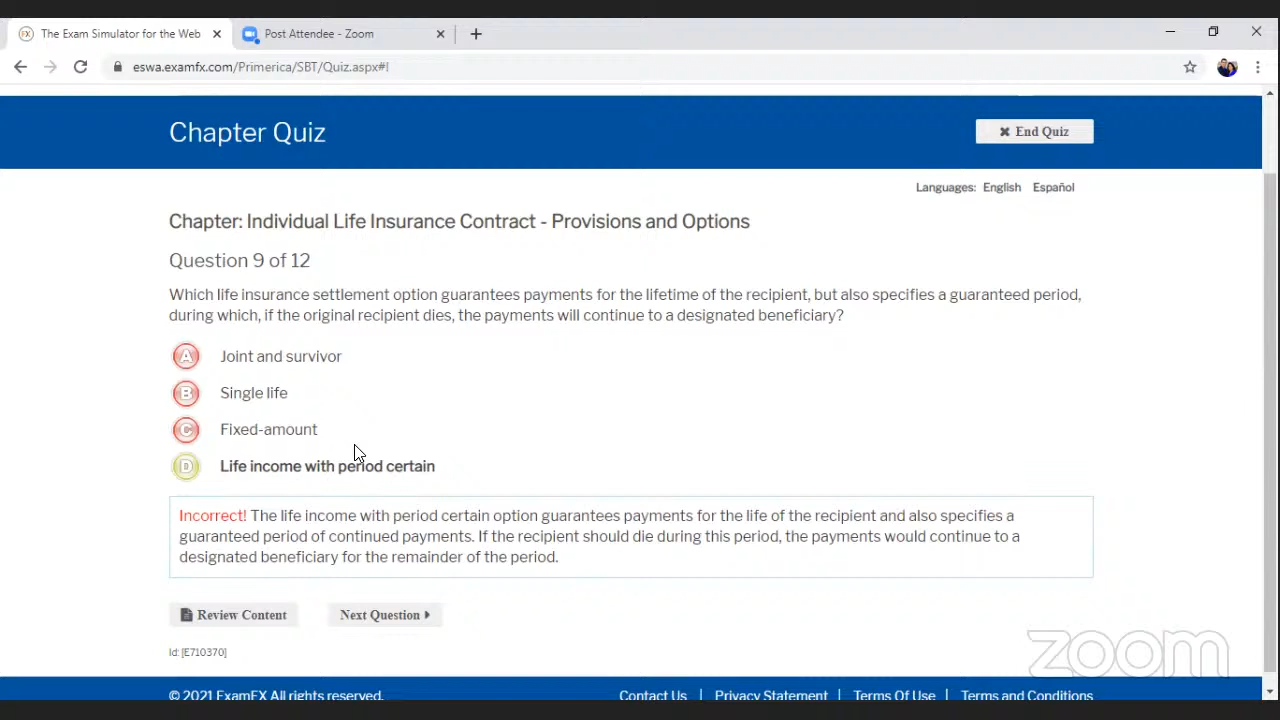 The Exam Simulator for the Web
Post Attendee - Zoom
eswa.examfx.com/Primerica/SBT/Quiz.aspx#!
Chapter Quiz
End Quiz
Languages: English Español
Chapter: Individual Life Insurance Contract - Provisions and Options
Question 9 of 12
Which life insurance settlement option guarantees payments for the lifetime of the recipient, but also specifies a guaranteed period,
during which, if the original recipient dies, the payments will continue to a designated beneficiary?
A Joint and survivor
B Single life
C Fixed-amount
D Life income with period certain
Incorrect! The life income with period certain option guarantees payments for the life of the recipient and also specifies a
guaranteed period of continued payments. If the recipient should die during this period, the payments would continue to a
designated beneficiary for the remainder of the period.
Review Content Next Question
Id: [E710370]
zoom
© 2021 ExamFX All rights reserved. Contact Us | Privacy Statement | Terms Of Use | Terms and Conditions